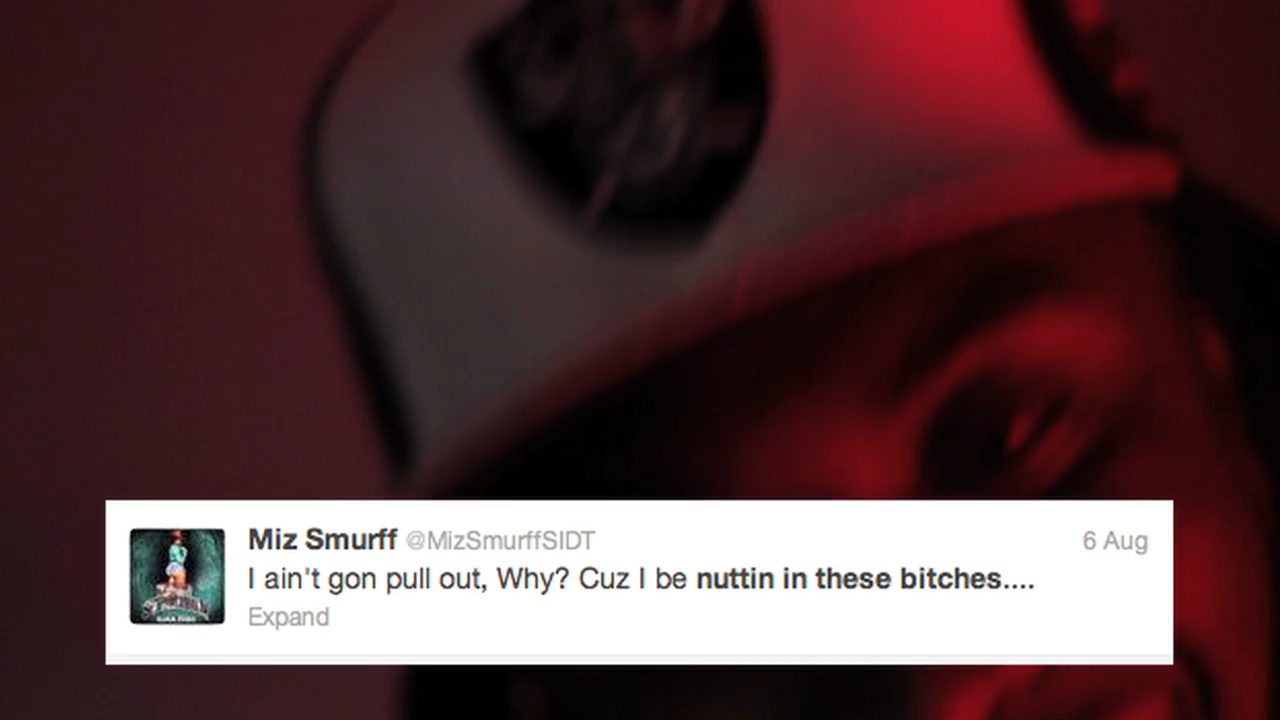 Miz Smurff @MizSmurffSIDT 6 Aug
I ain't gon pull out, Why? Cuz I be nuttin in these bitches....
Expand